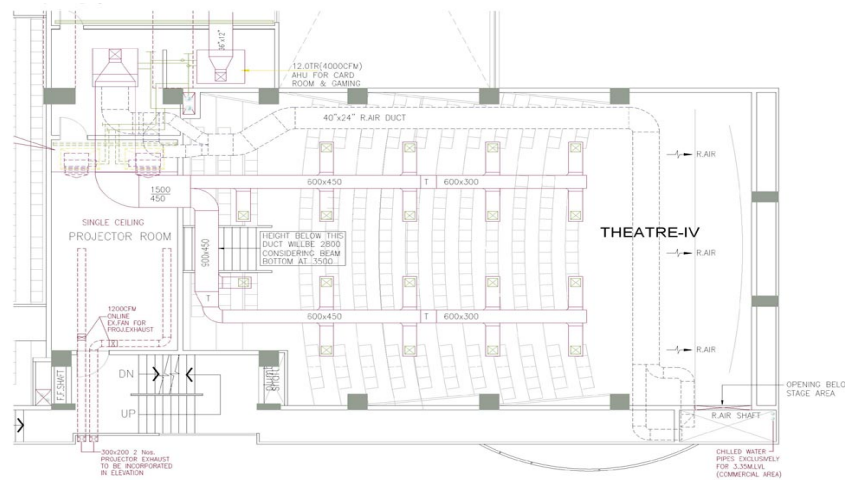 36"x12"
12.0TR(4000CFM)
AHU FOR CARD
ROOM & GAMING
40"x24" R.AIR DUCT
R.AIR
1500
450
600x450
T
600x300
SINGLE CEILING
PROJECTOR ROOM
900x450
HEIGHT BELOW THIS
DUCT WILLBE 2800
CONSIDERING BEAM
BOTTOM AT 3500
THEATRE-IV
R.AIR
T
1200CFM
ONLINE
EX.FAN FOR
PROJ.EXHAUST
600x450
T
600x300
R.AIR
DN
UP
F.F.SHAFT
OPENING BELO
STAGE AREA
R.AIR SHAFT
300x200 2 Nos.
PROJECTOR EXHAUST
TO BE INCORPORATED
IN ELEVATION
CHILLED WATER
PIPES EXCLUSIVELY
FOR 3.35M.LVL
(COMMERCIAL AREA)